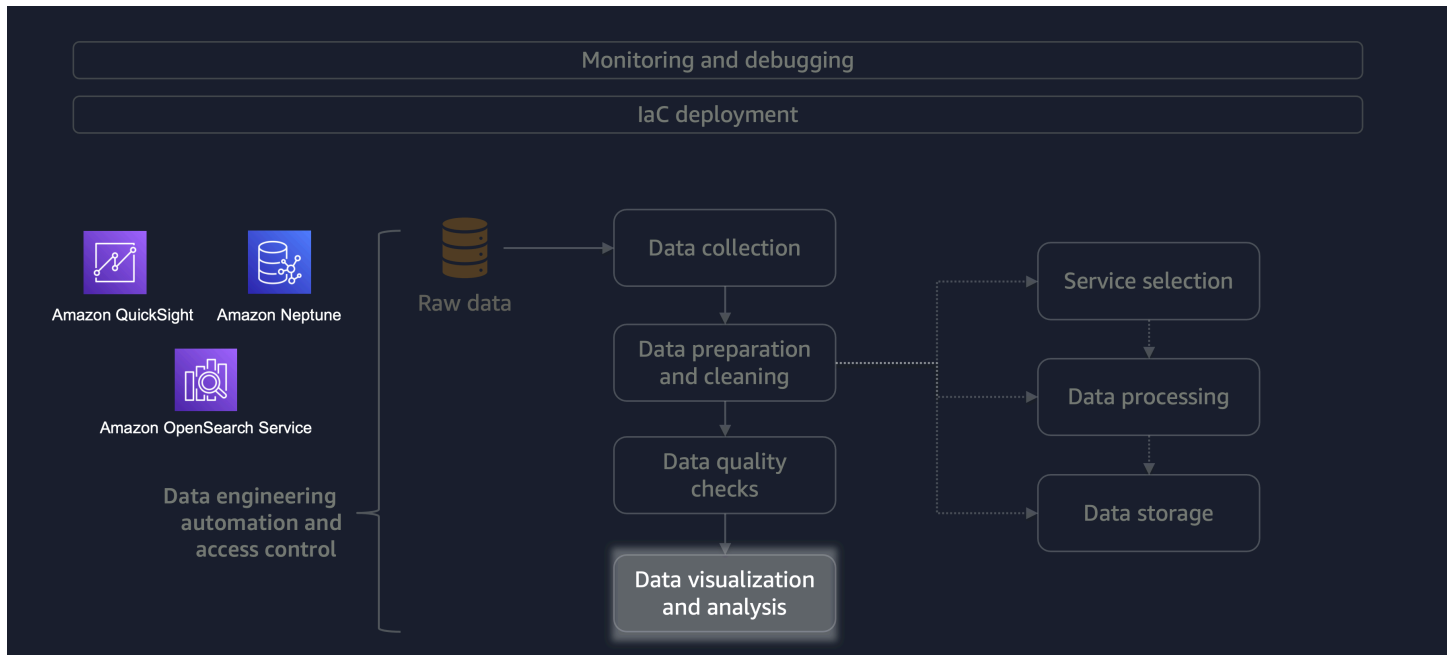 Monitoring and debugging
IaC deployment
Amazon QuickSight
Amazon Neptune
Amazon OpenSearch Service
Data engineering
automation and
access control
Raw data
Data collection
Data preparation
and cleaning
Data quality
checks
Data visualization
and analysis
Service selection
Data processing
Data storage